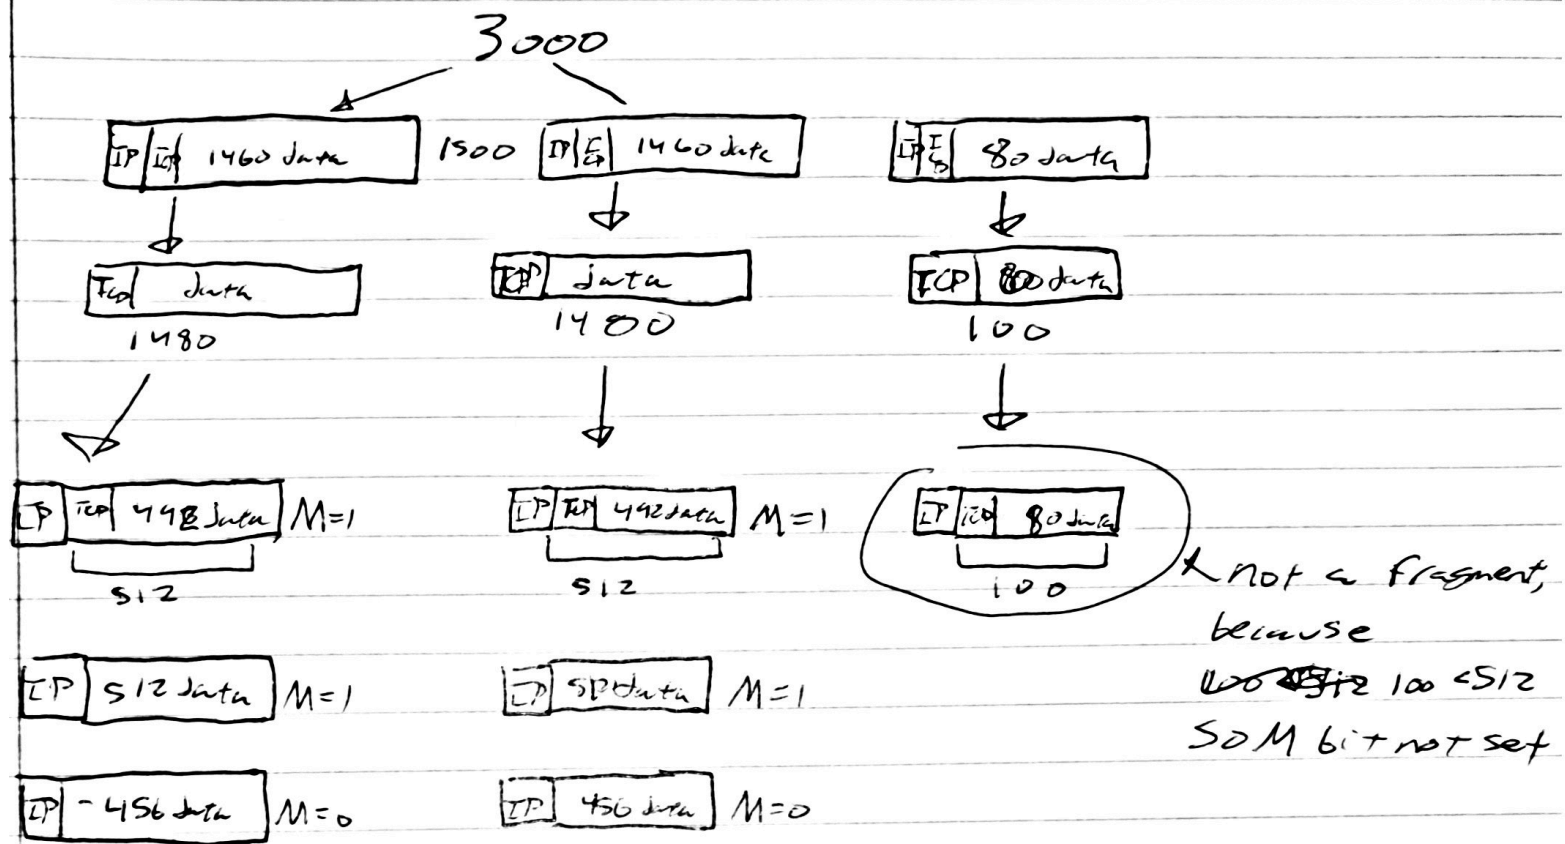 3000
IP TCP 1460 data 1500 IP TCP 1460 data IP TCP 80 data
TCP data TCP data TCP 80 data
1480 1480 100
IP TCP 492 data M=1 IP TCP 492 data M=1 IP TCP 80 data
512 512 100
not a fragment,
because
IP 512 data M=1 IP 512 data M=1 100 <512
So M bit not set
IP - 456 data M=0 IP 456 data M=0